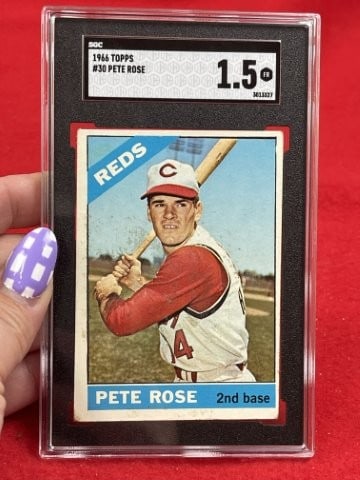 SGC
1966 TOPPS
#30 PETE ROSE
1.5
FR
REDS
C
14
PETE ROSE 2nd base